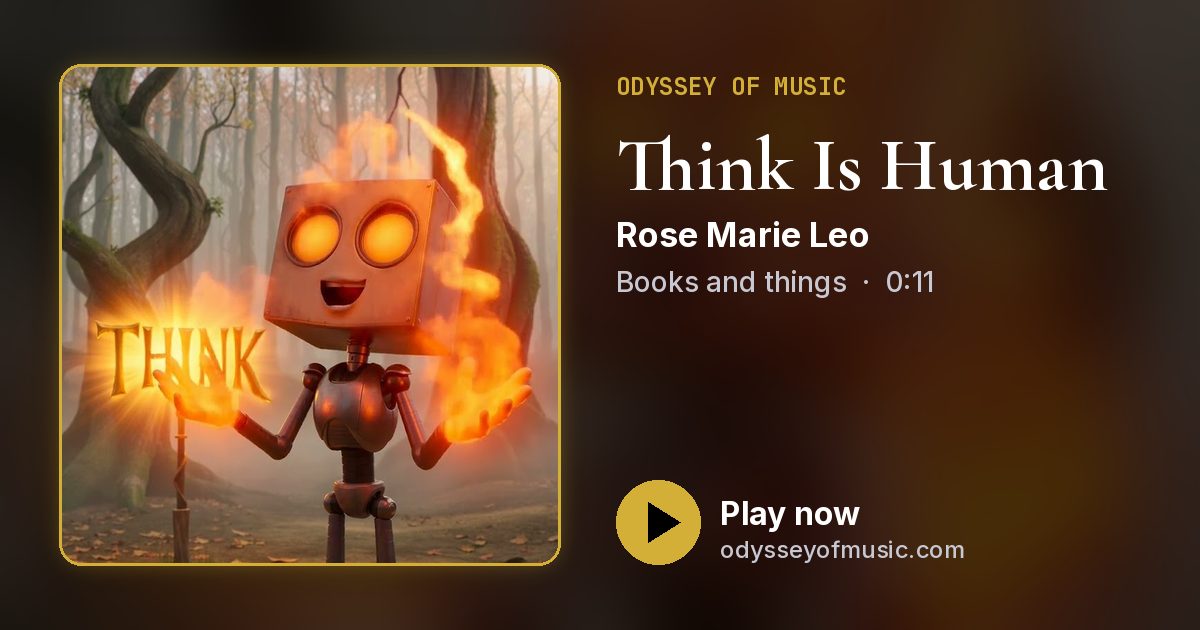 THINK
ODYSSEY OF MUSIC
Think Is Human
Rose Marie Leo
Books and things · 0:11
Play now
odysseyofmusic.com